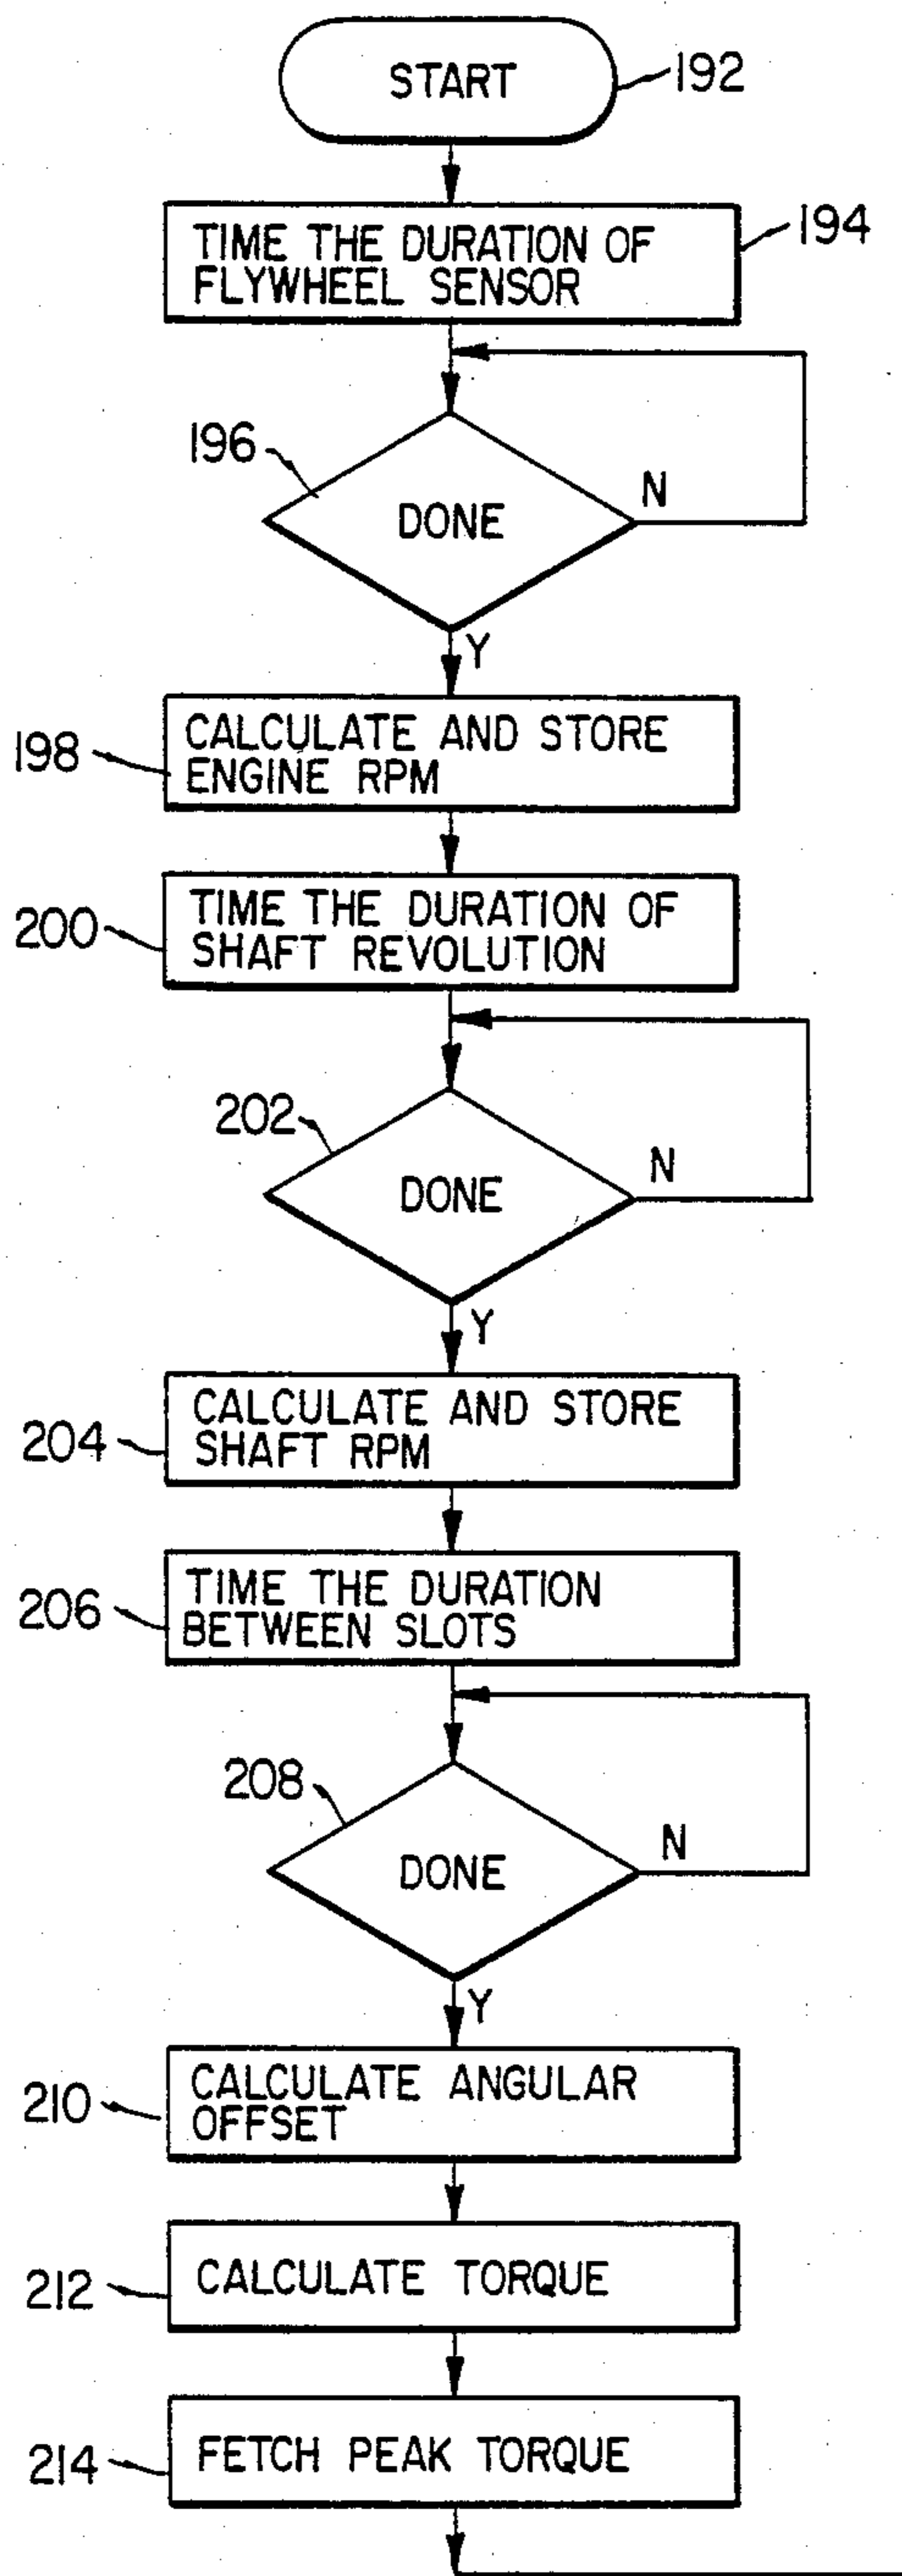 START
192
TIME THE DURATION OF
FLYWHEEL SENSOR
194
196
DONE
N
Y
198
CALCULATE AND STORE
ENGINE RPM
200
TIME THE DURATION OF
SHAFT REVOLUTION
202
DONE
N
Y
204
CALCULATE AND STORE
SHAFT RPM
206
TIME THE DURATION
BETWEEN SLOTS
208
DONE
N
Y
210
CALCULATE ANGULAR
OFFSET
212
CALCULATE TORQUE
214
FETCH PEAK TORQUE